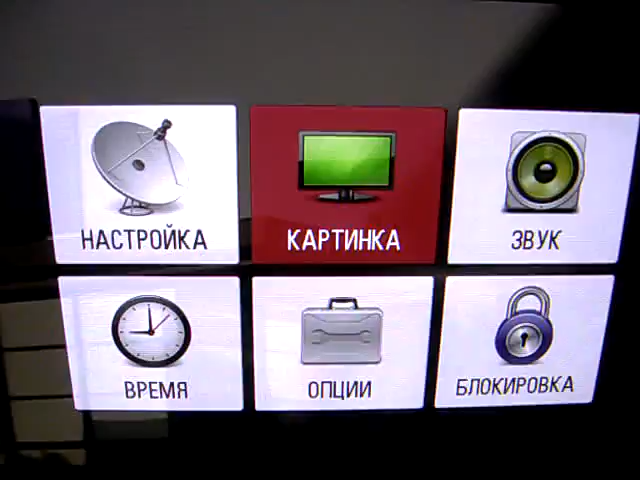 НАСТРОЙКА
КАРТИНКА
ЗВУК
ВРЕМЯ
ОПЦИИ
БЛОКИРОВКА